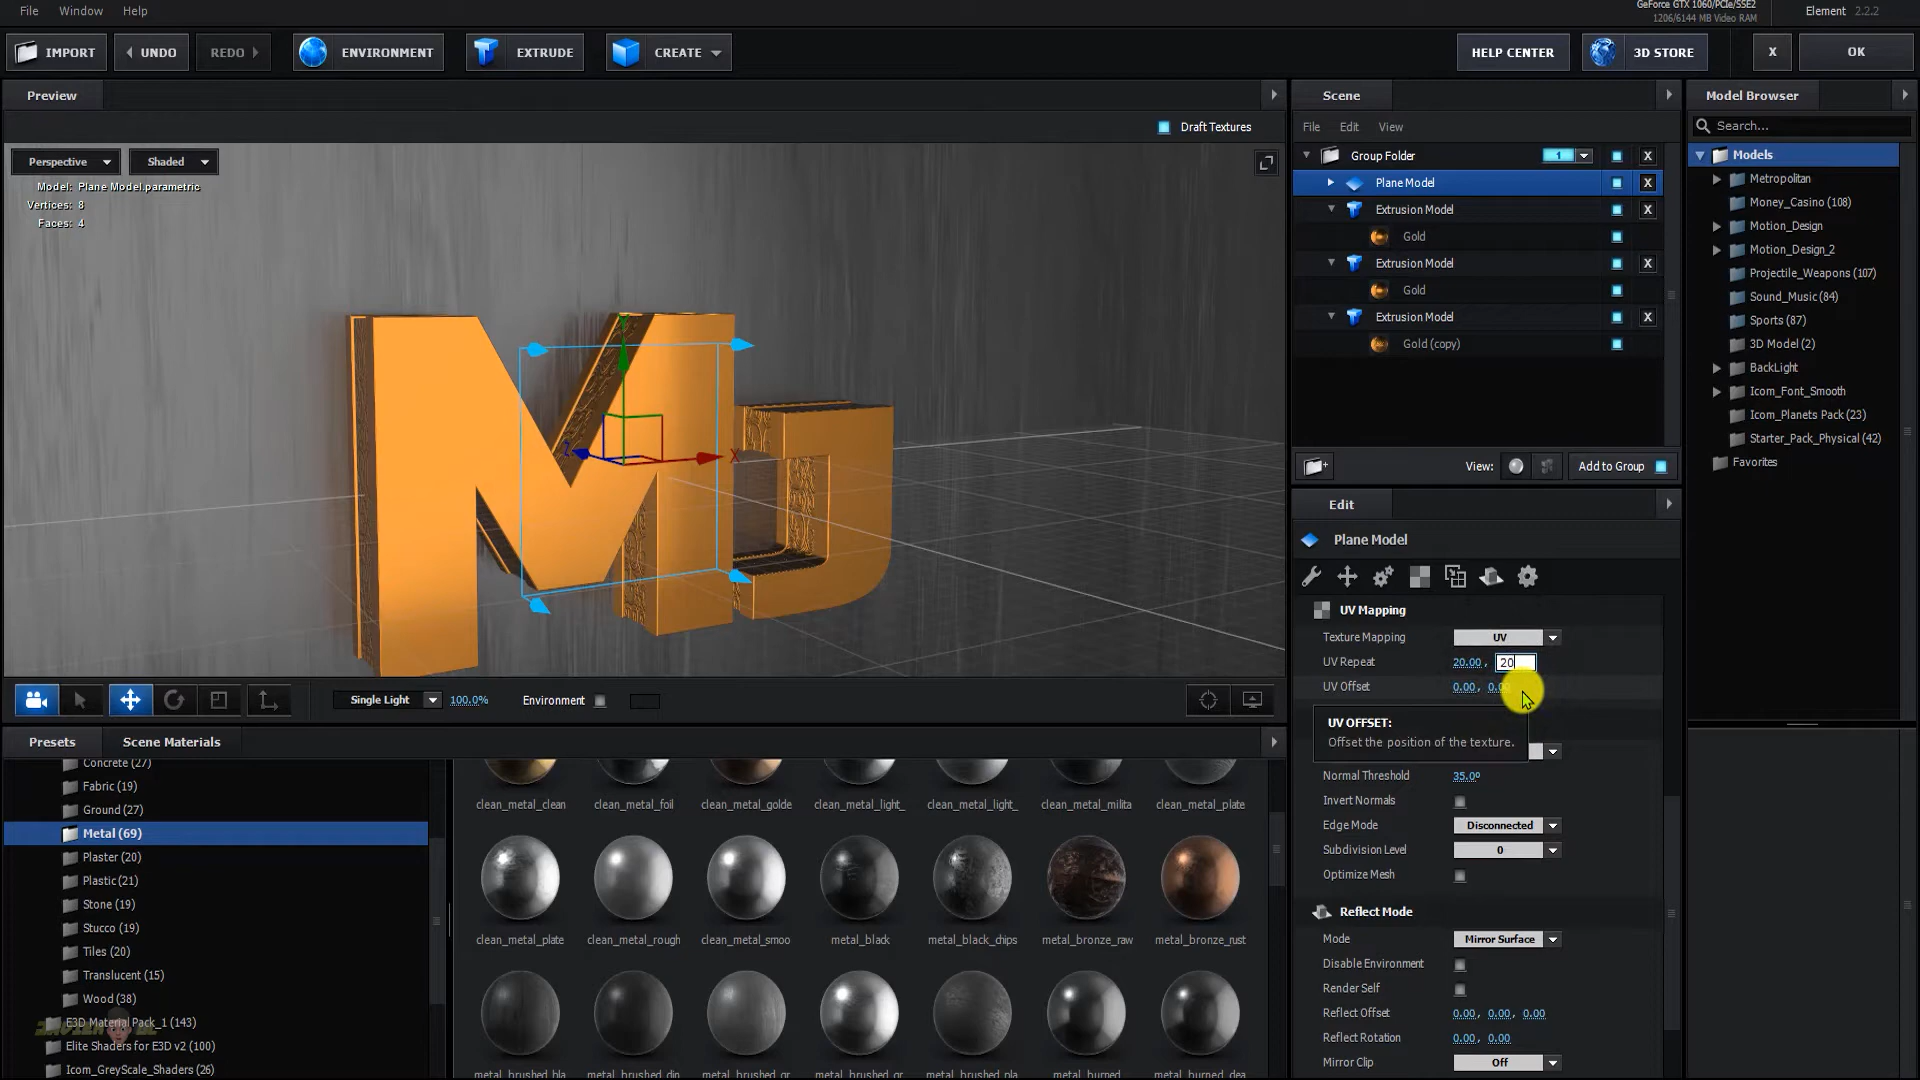 File Window Help
GeForce GTX 1060/PCIe/SSE2
1206/6144 MB Video RAM
Element 2.2.2
IMPORT UNDO REDO ENVIRONMENT EXTRUDE CREATE HELP CENTER 3D STORE X OK
Preview
Draft Textures
Perspective Shaded
Model: Plane Model.parametric
Vertices: 8
Faces: 4
Z X
Single Light 100.0% Environment
Scene
File Edit View
Group Folder 1 X
Plane Model X
Extrusion Model X
Gold
Extrusion Model X
Gold
Extrusion Model X
Gold (copy)
View: Add to Group
Edit
Plane Model
UV Mapping
Texture Mapping UV
UV Repeat 20.00, 20
UV Offset 0.00, 0.00
UV OFFSET:
Offset the position of the texture.
Normal Threshold 35.0º
Invert Normals
Edge Mode Disconnected
Subdivision Level 0
Optimize Mesh
Reflect Mode
Mode Mirror Surface
Disable Environment
Render Self
Reflect Offset 0.00, 0.00, 0.00
Reflect Rotation 0.00, 0.00
Mirror Clip Off
Model Browser
Search...
Models
Metropolitan
Money_Casino (108)
Motion_Design
Motion_Design_2
Projectile_Weapons (107)
Sound_Music (84)
Sports (87)
3D Model (2)
BackLight
Icom_Font_Smooth
Icom_Planets Pack (23)
Starter_Pack_Physical (42)
Favorites
Presets Scene Materials
Concrete (27)
Fabric (19)
Ground (27)
Metal (69)
Plaster (20)
Plastic (21)
Stone (19)
Stucco (19)
Tiles (20)
Translucent (15)
Wood (38)
E3D Material Pack_1 (143)
Elite Shaders for E3D v2 (100)
Icom_GreyScale_Shaders (26)
clean_metal_clean clean_metal_foil clean_metal_golde clean_metal_light_ clean_metal_light_ clean_metal_milita clean_metal_plate
clean_metal_plate clean_metal_rough clean_metal_smoo metal_black metal_black_chips metal_bronze_raw metal_bronze_rust
metal_brushed_bla metal_brushed_din metal_brushed_gr metal_brushed_gr metal_brushed_pla metal_burned metal_burned_dea